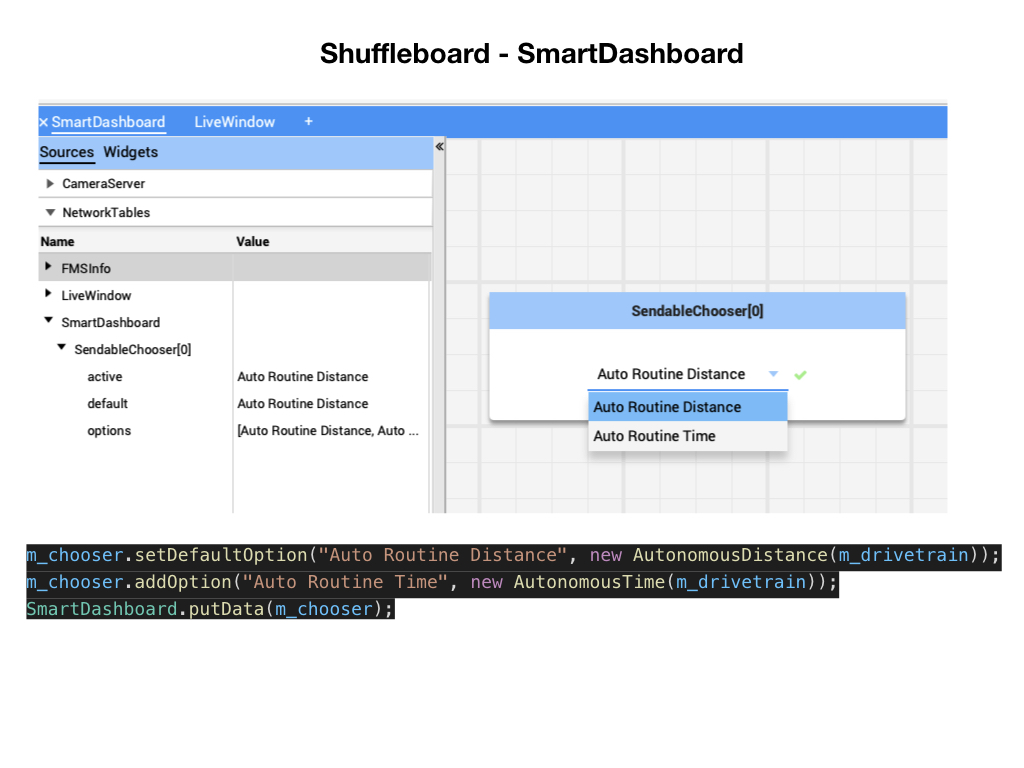 Shuffleboard - SmartDashboard
× SmartDashboard LiveWindow +
Sources Widgets «
CameraServer
NetworkTables
Name Value
FMSInfo
LiveWindow
SmartDashboard
SendableChooser[0]
active Auto Routine Distance
default Auto Routine Distance
options [Auto Routine Distance, Auto ...
SendableChooser[0]
Auto Routine Distance
Auto Routine Distance
Auto Routine Time
m_chooser.setDefaultOption("Auto Routine Distance", new AutonomousDistance(m_drivetrain));
m_chooser.addOption("Auto Routine Time", new AutonomousTime(m_drivetrain));
SmartDashboard.putData(m_chooser);